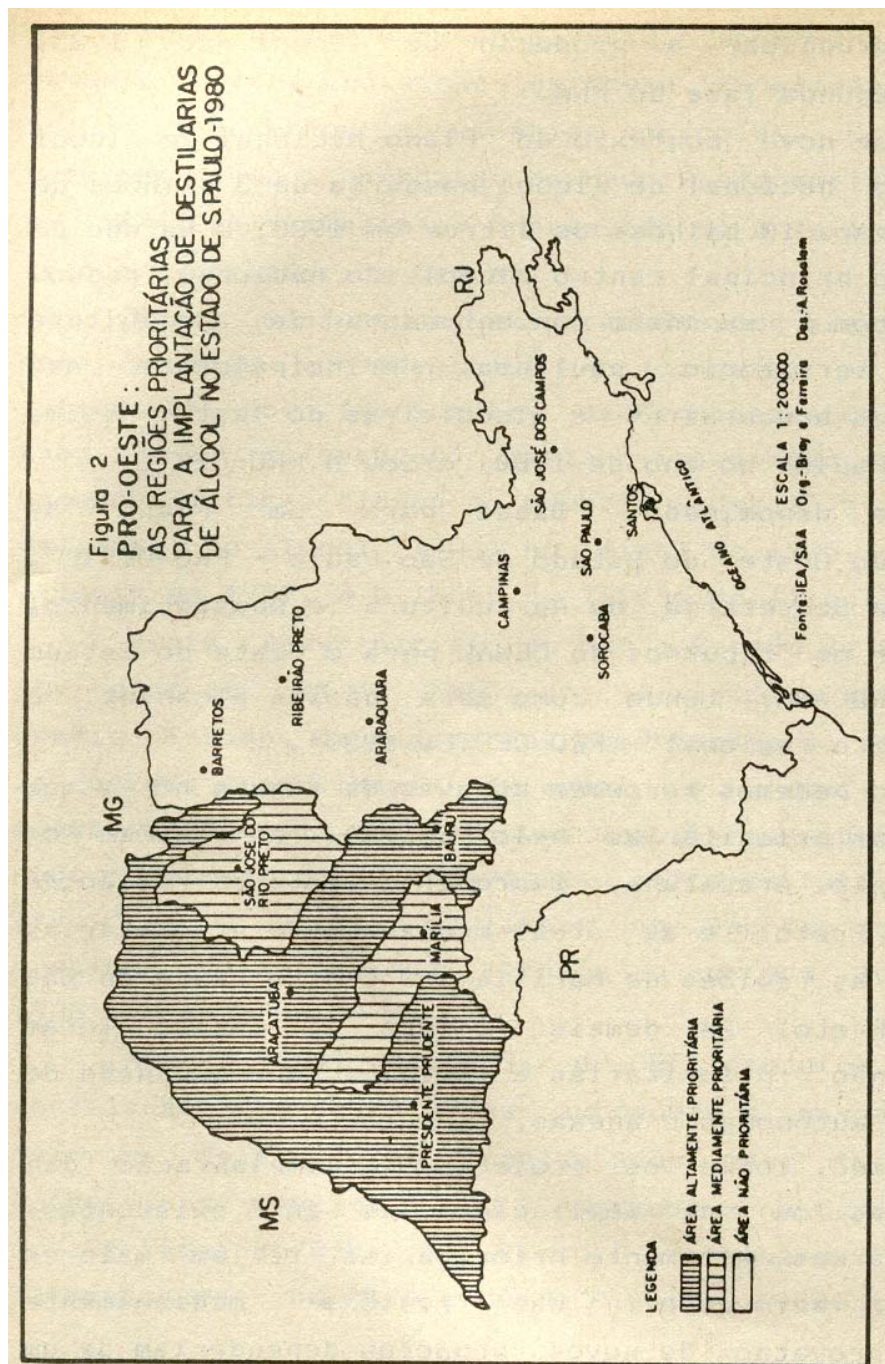 Figura 2
PRO-OESTE:
AS REGIÕES PRIORITÁRIAS
PARA A IMPLANTAÇÃO DE DESTILARIAS
DE ÁLCOOL NO ESTADO DE S.PAULO-1980
MG
MS
PR
RJ
BARRETOS
RIBEIRÃO PRETO
ARARAQUARA
SÃO JOSÉ DO
RIO PRETO
ARAÇATUBA
BAURU
MARÍLIA
PRESIDENTE PRUDENTE
CAMPINAS
SÃO JOSÉ DOS CAMPOS
SÃO PAULO
SOROCABA
SANTOS
OCEANO ATLÂNTICO
LEGENDA
ÁREA ALTAMENTE PRIORITÁRIA
ÁREA MEDIAMENTE PRIORITÁRIA
ÁREA NÃO PRIORITÁRIA
ESCALA 1:1200.000
Fonte: IEA/SAA Org.- Bray e Ferreira Des.-A.Rosalem